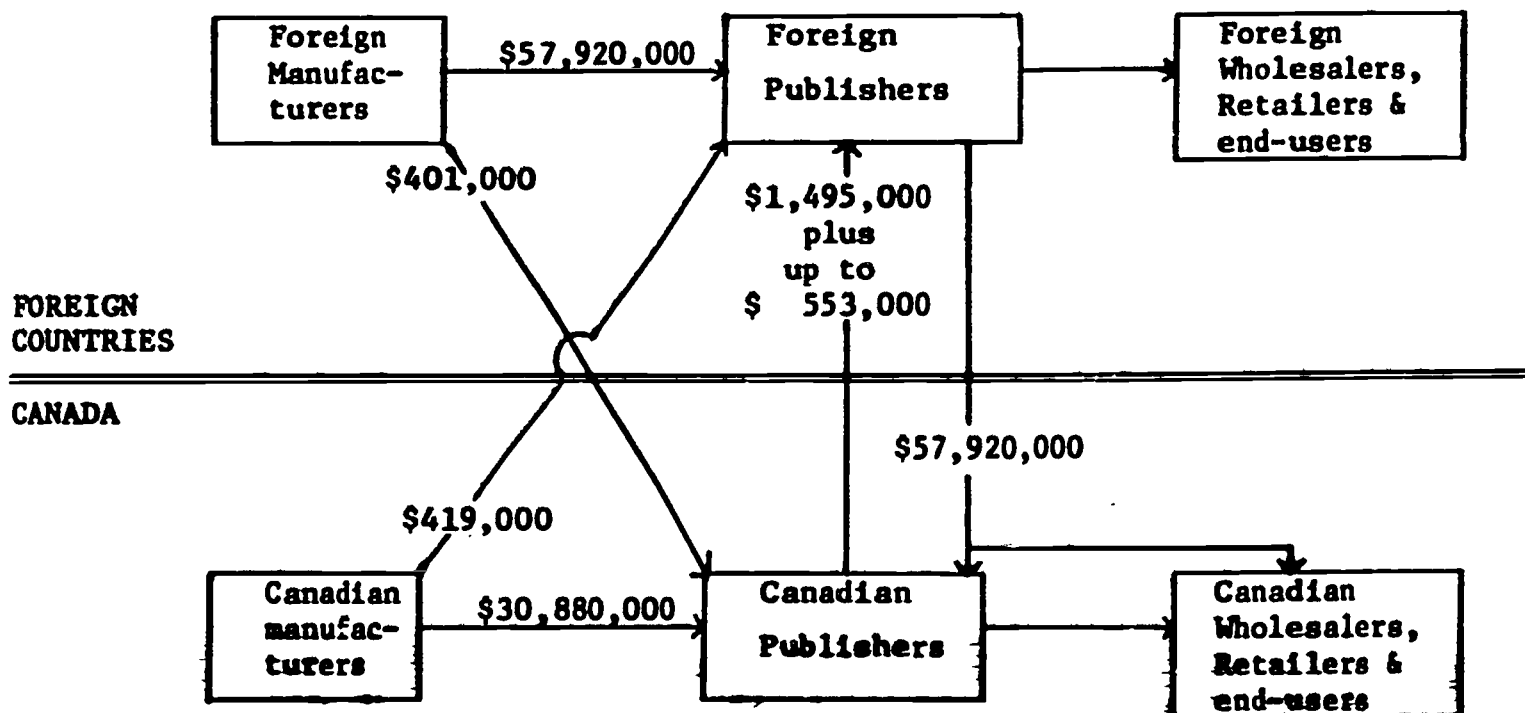 Foreign
Manufac-
turers
$57,920,000
Foreign
Publishers
Foreign
Wholesalers,
Retailers &
end-users
$401,000
$1,495,000
plus
up to
$ 553,000
FOREIGN
COUNTRIES
CANADA
$57,920,000
$419,000
Canadian
manufac-
turers
$30,880,000
Canadian
Publishers
Canadian
Wholesalers,
Retailers &
end-users